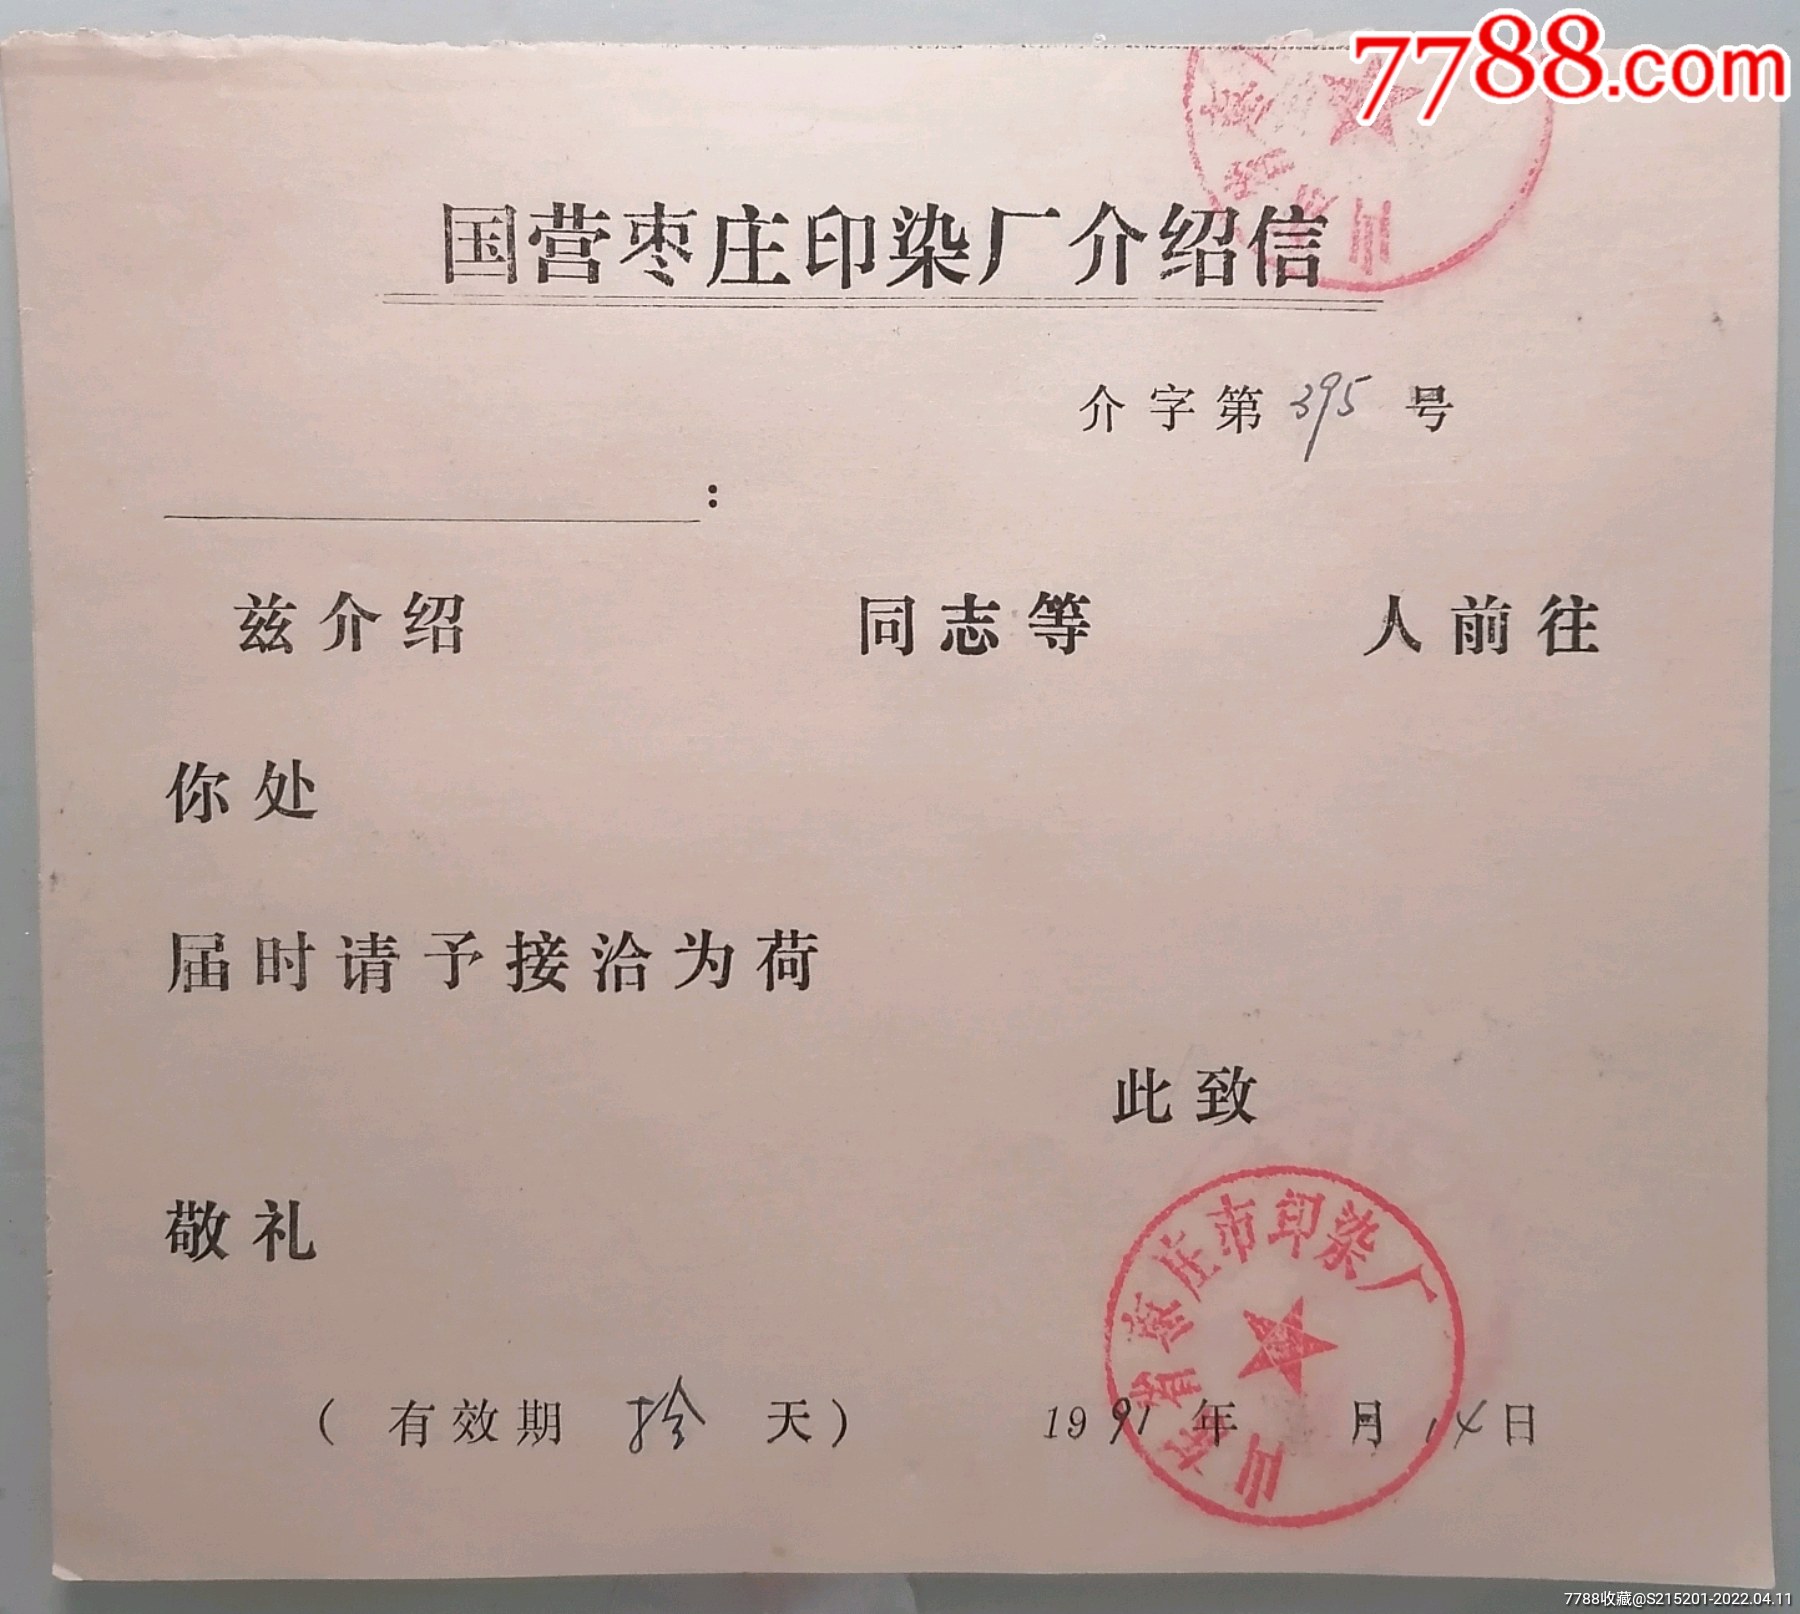 7788.com
国营枣庄印染厂介绍信
介字第395号
:
兹介绍 同志等 人前往
你处
届时请予接洽为荷
此致
敬礼
山东省枣庄市印染厂
(有效期 拾 天) 1991年 月14日
7788收藏@S215201-2022.04.11